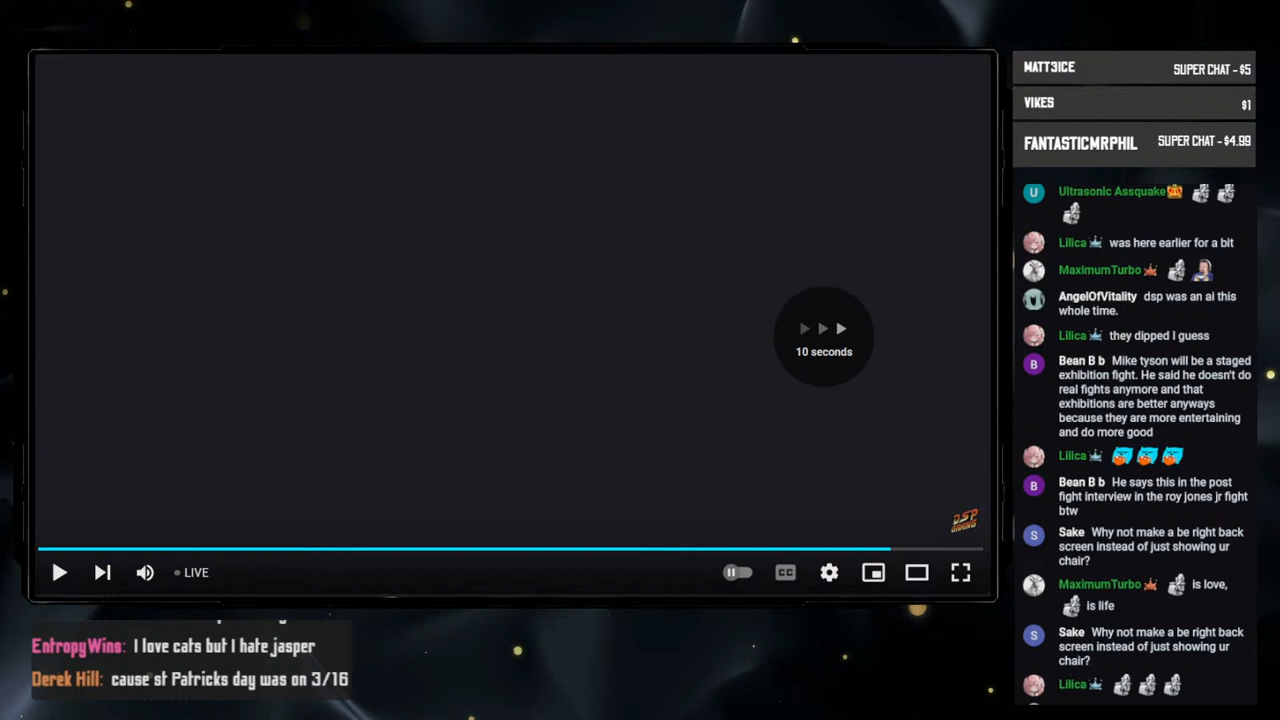 MATT3ICE
SUPER CHAT - $5
VIKES
$1
FANTASTICMRPHIL
SUPER CHAT - $4.99
U Ultrasonic Assquake
Lilica was here earlier for a bit
MaximumTurbo
AngelOfVitality dsp was an ai this
whole time.
Lilica they dipped I guess
B Bean B b Mike tyson will be a staged
exhibition fight. He said he doesn't do
real fights anymore and that
exhibitions are better anyways
because they are more entertaining
and do more good
Lilica
B Bean B b He says this in the post
fight interview in the roy jones jr fight
btw
S Sake Why not make a be right back
screen instead of just showing ur
chair?
MaximumTurbo is love,
is life
S Sake Why not make a be right back
screen instead of just showing ur
chair?
Lilica
10 seconds
DSP
GAMING
LIVE
CC
EntropyWins: I love cats but I hate jasper
Derek Hill: cause st Patricks day was on 3/16